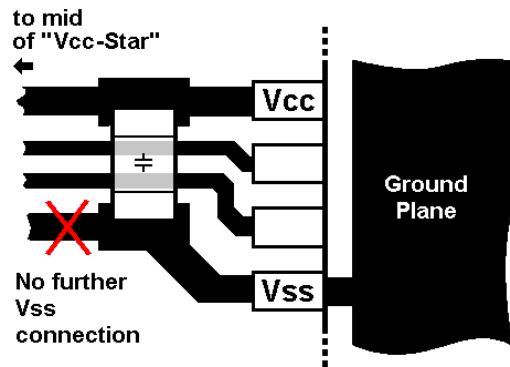 to mid
of "Vcc-Star"
Vcc
Ground
Plane
Vss
No further
Vss
connection